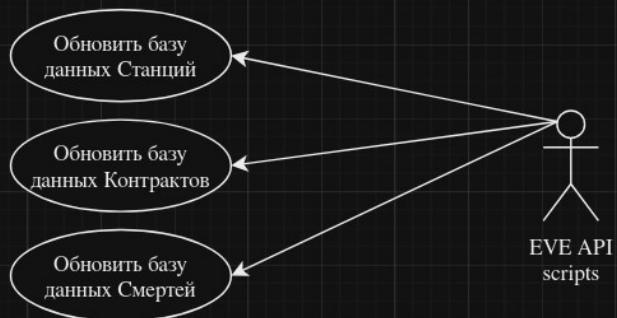 Обновить базу
данных Станций
Обновить базу
данных Контрактов
Обновить базу
данных Смертей
EVE API
scripts